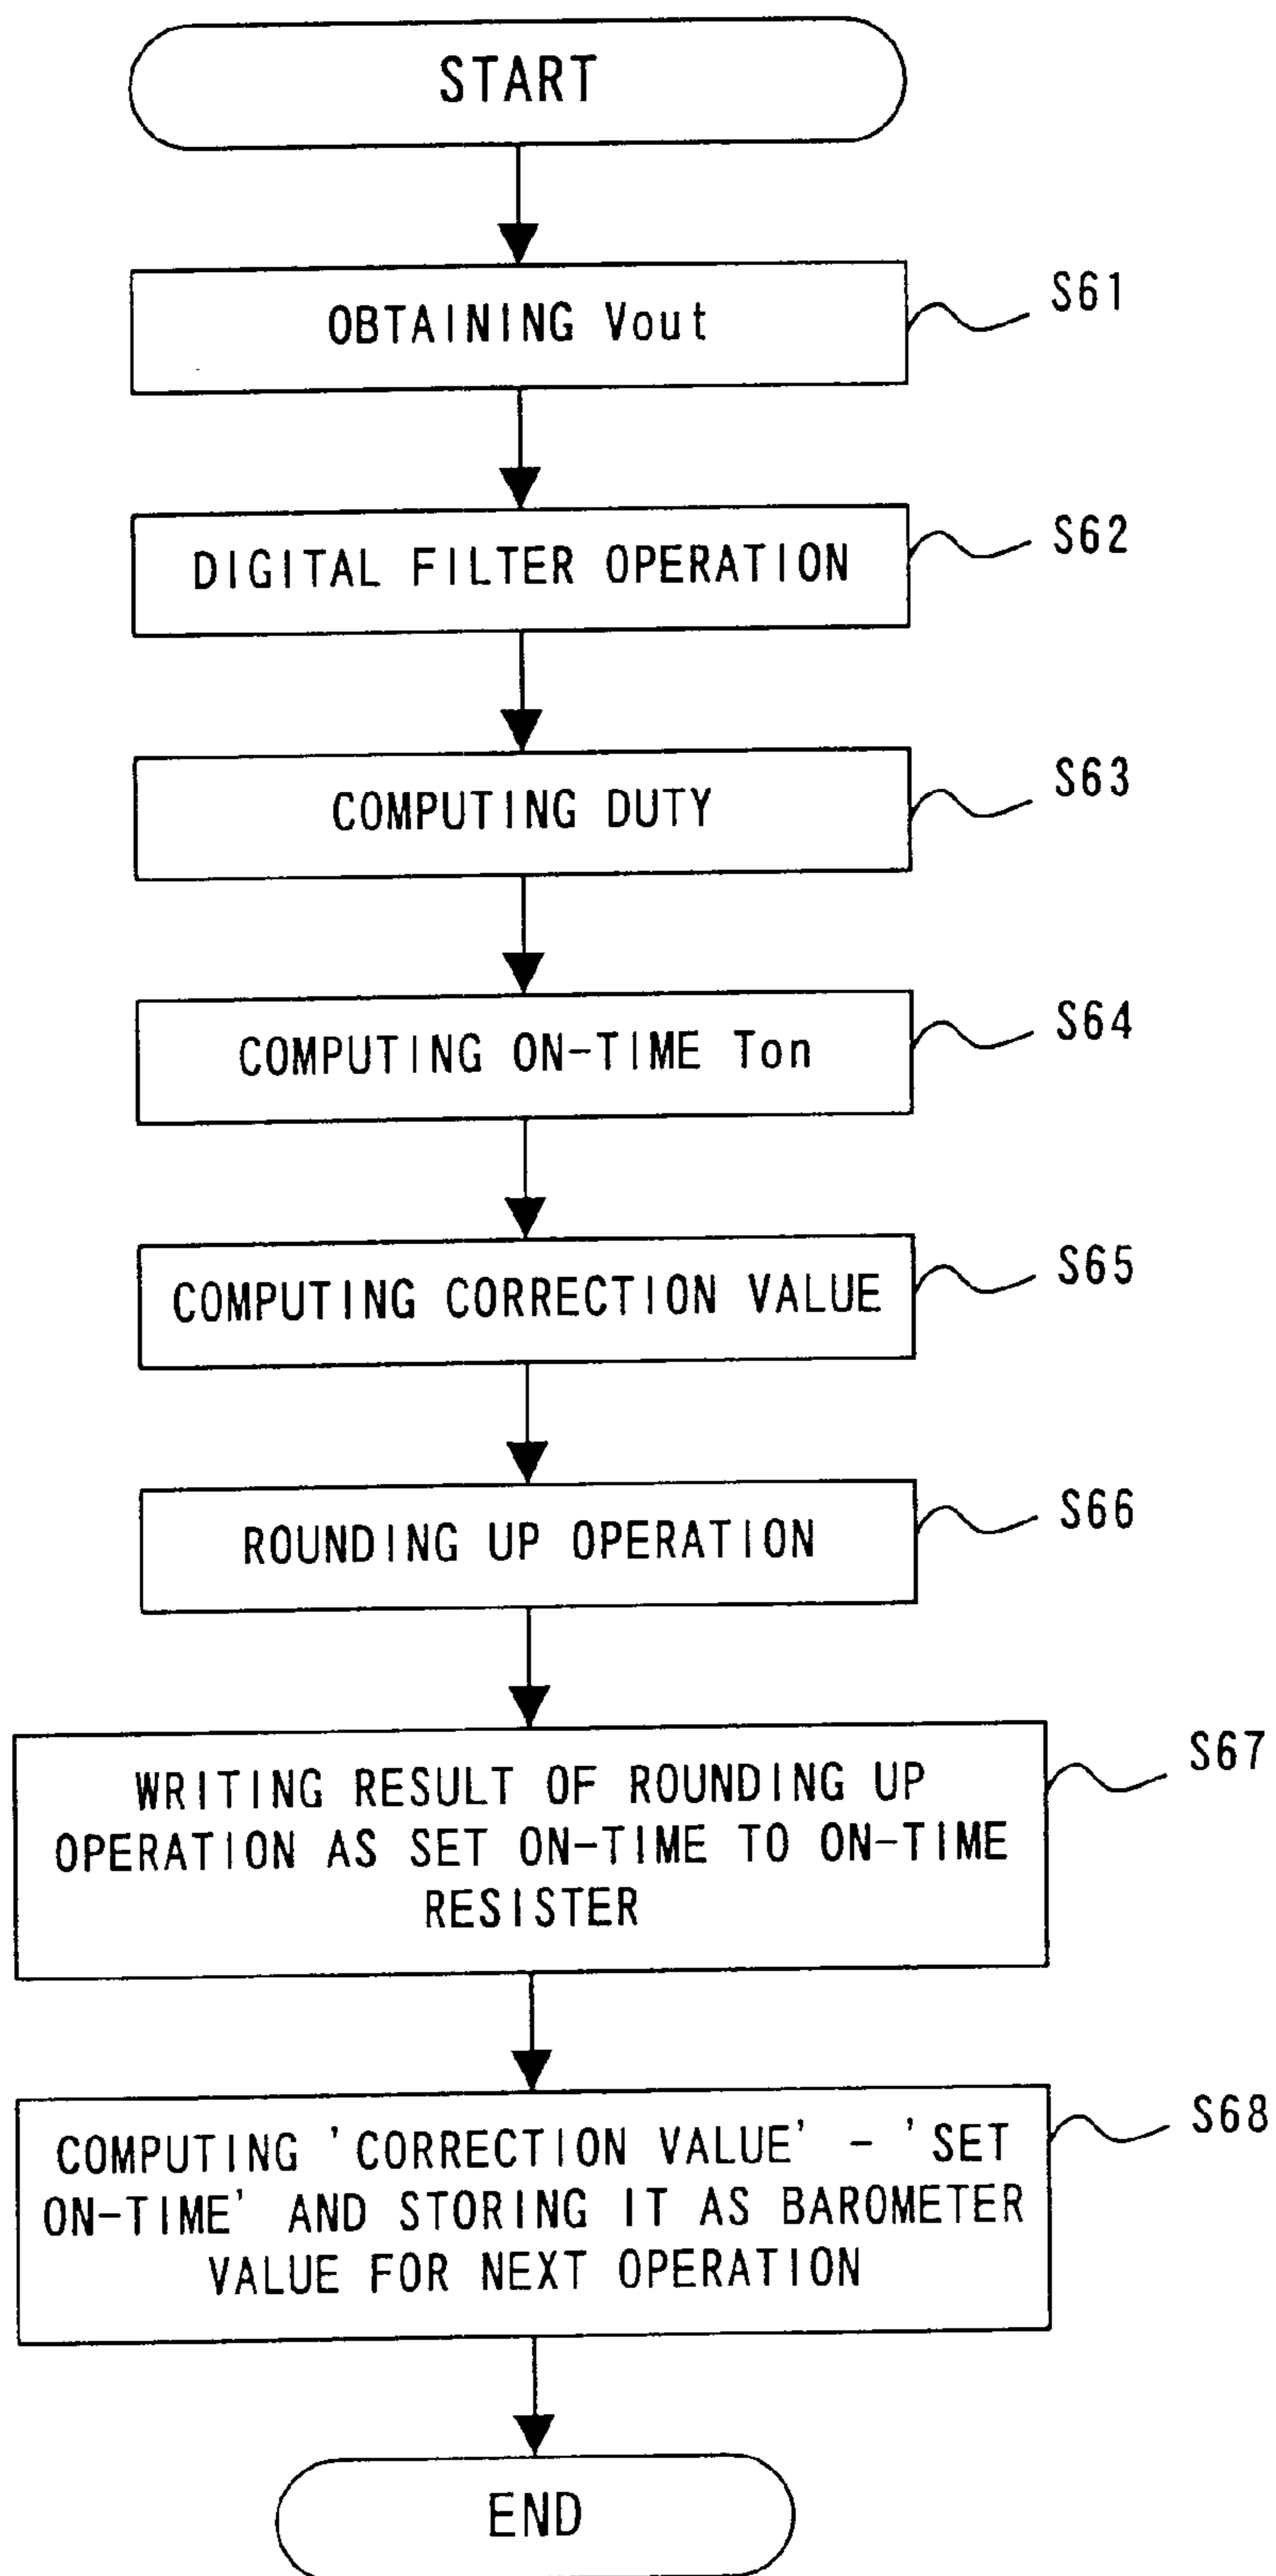 START
OBTAINING Vout
S61
DIGITAL FILTER OPERATION
S62
COMPUTING DUTY
S63
COMPUTING ON-TIME Ton
S64
COMPUTING CORRECTION VALUE
S65
ROUNDING UP OPERATION
S66
WRITING RESULT OF ROUNDING UP
OPERATION AS SET ON-TIME TO ON-TIME
RESISTER
S67
COMPUTING 'CORRECTION VALUE' - 'SET
ON-TIME' AND STORING IT AS BAROMETER
VALUE FOR NEXT OPERATION
S68
END